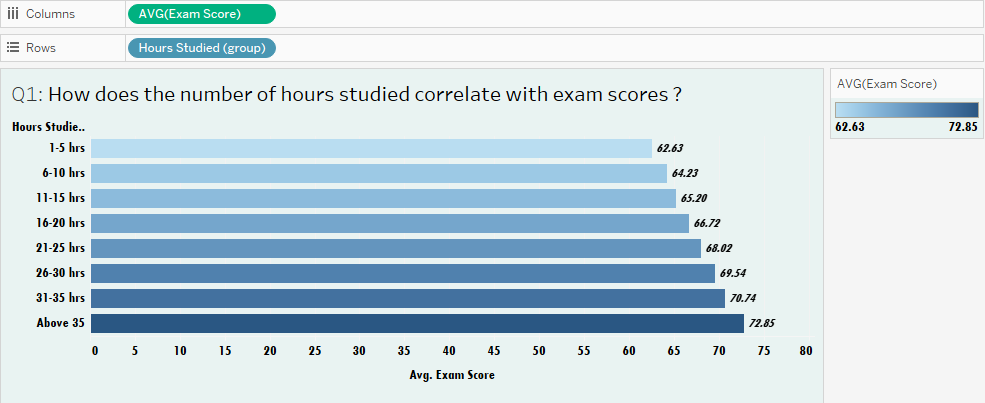 Columns
AVG(Exam Score)
Rows
Hours Studied (group)
Q1: How does the number of hours studied correlate with exam scores ?
Hours Studie..
1-5 hrs 62.63
6-10 hrs 64.23
11-15 hrs 65.20
16-20 hrs 66.72
21-25 hrs 68.02
26-30 hrs 69.54
31-35 hrs 70.74
Above 35 72.85
0 5 10 15 20 25 30 35 40 45 50 55 60 65 70 75 80
Avg. Exam Score
AVG(Exam Score)
62.63 72.85